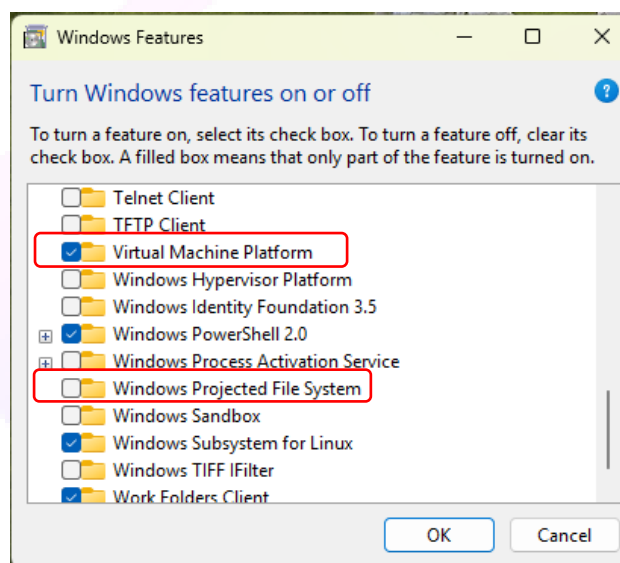 Windows Features
Turn Windows features on or off
?
To turn a feature on, select its check box. To turn a feature off, clear its
check box. A filled box means that only part of the feature is turned on.
Telnet Client
TFTP Client
Virtual Machine Platform
Windows Hypervisor Platform
Windows Identity Foundation 3.5
Windows PowerShell 2.0
Windows Process Activation Service
Windows Projected File System
Windows Sandbox
Windows Subsystem for Linux
Windows TIFF IFilter
Work Folders Client
OK
Cancel